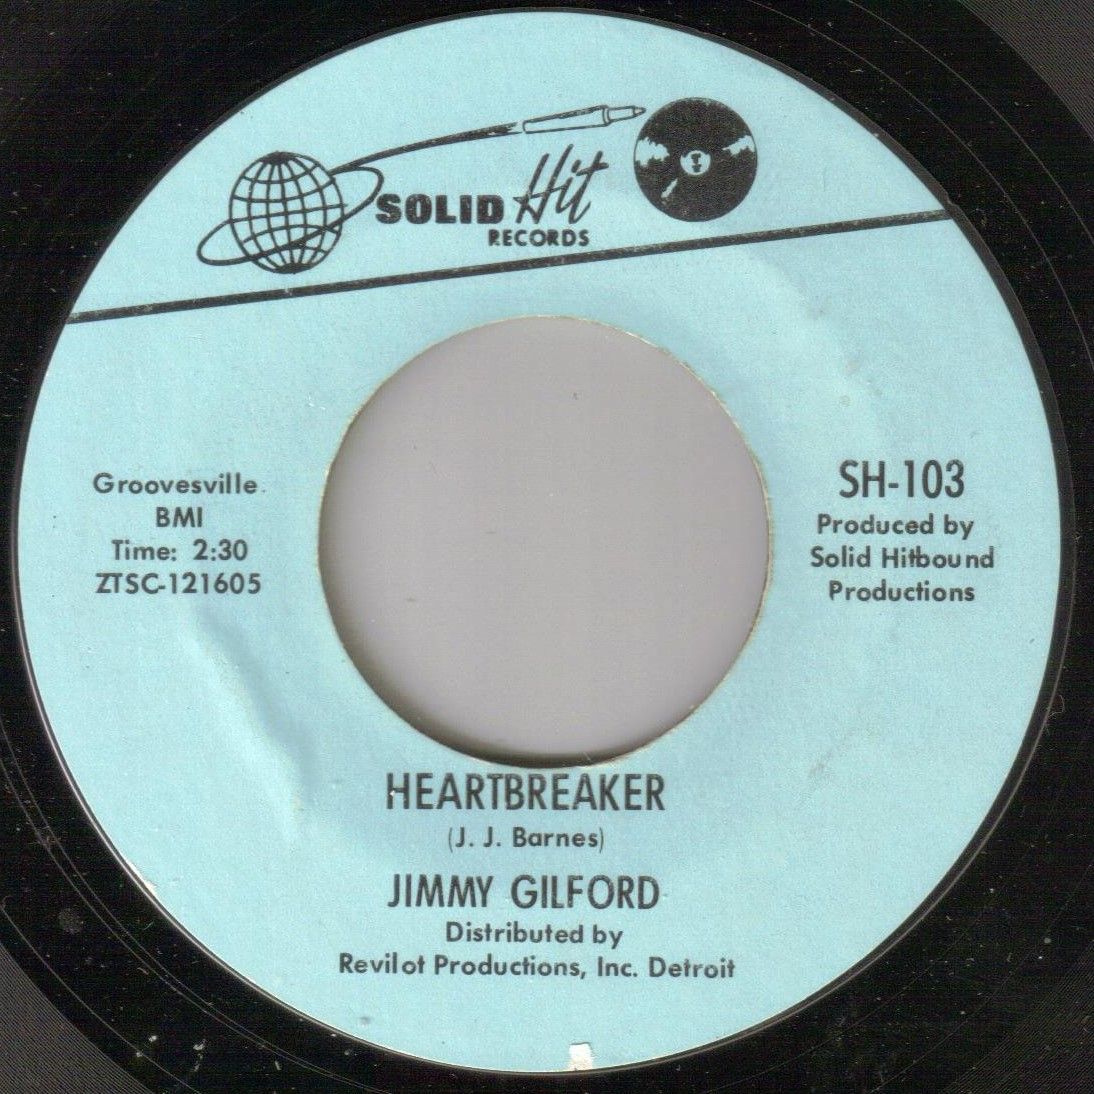 SOLID Hit
RECORDS
Groovesville
BMI
Time: 2:30
ZTSC-121605
SH-103
Produced by
Solid Hitbound
Productions
HEARTBREAKER
(J. J. Barnes)
JIMMY GILFORD
Distributed by
Revilot Productions, Inc. Detroit